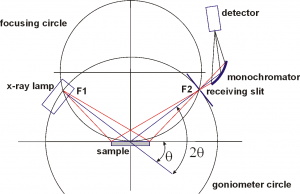 detector
focusing circle
monochromator
x-ray lamp
F1
F2
receiving slit
sample
θ
2θ
goniometer circle